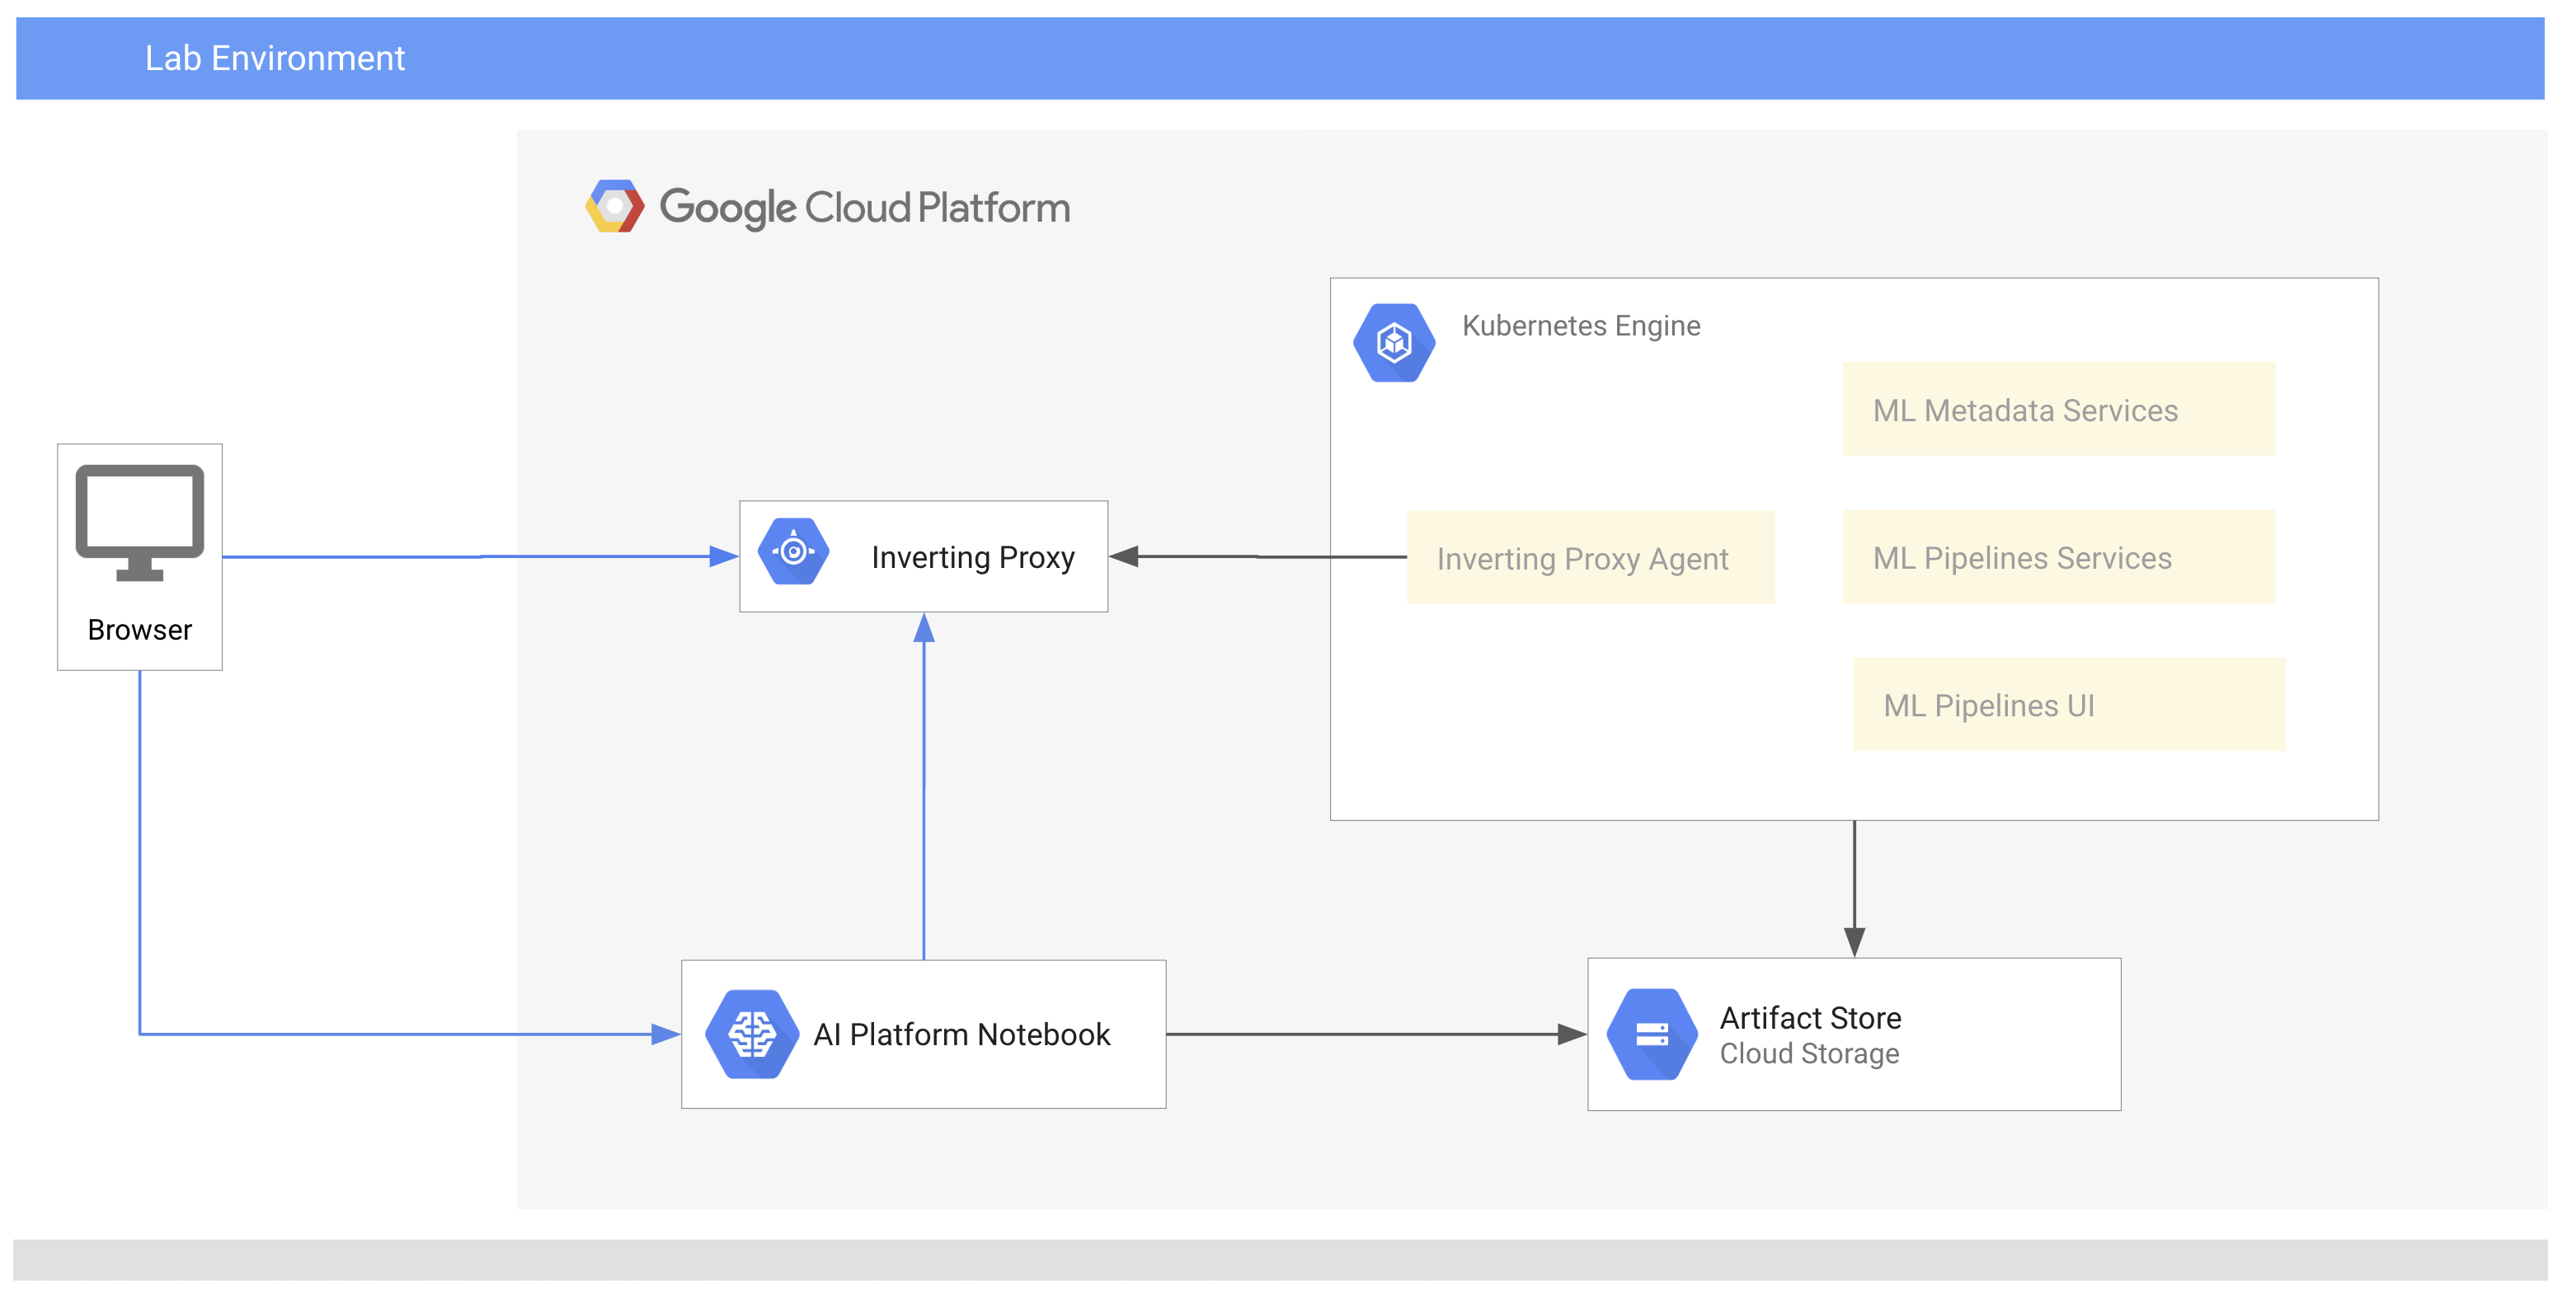 Lab Environment
Google Cloud Platform
Kubernetes Engine
ML Metadata Services
Inverting Proxy
Inverting Proxy Agent
ML Pipelines Services
Browser
ML Pipelines UI
AI Platform Notebook
Artifact Store
Cloud Storage